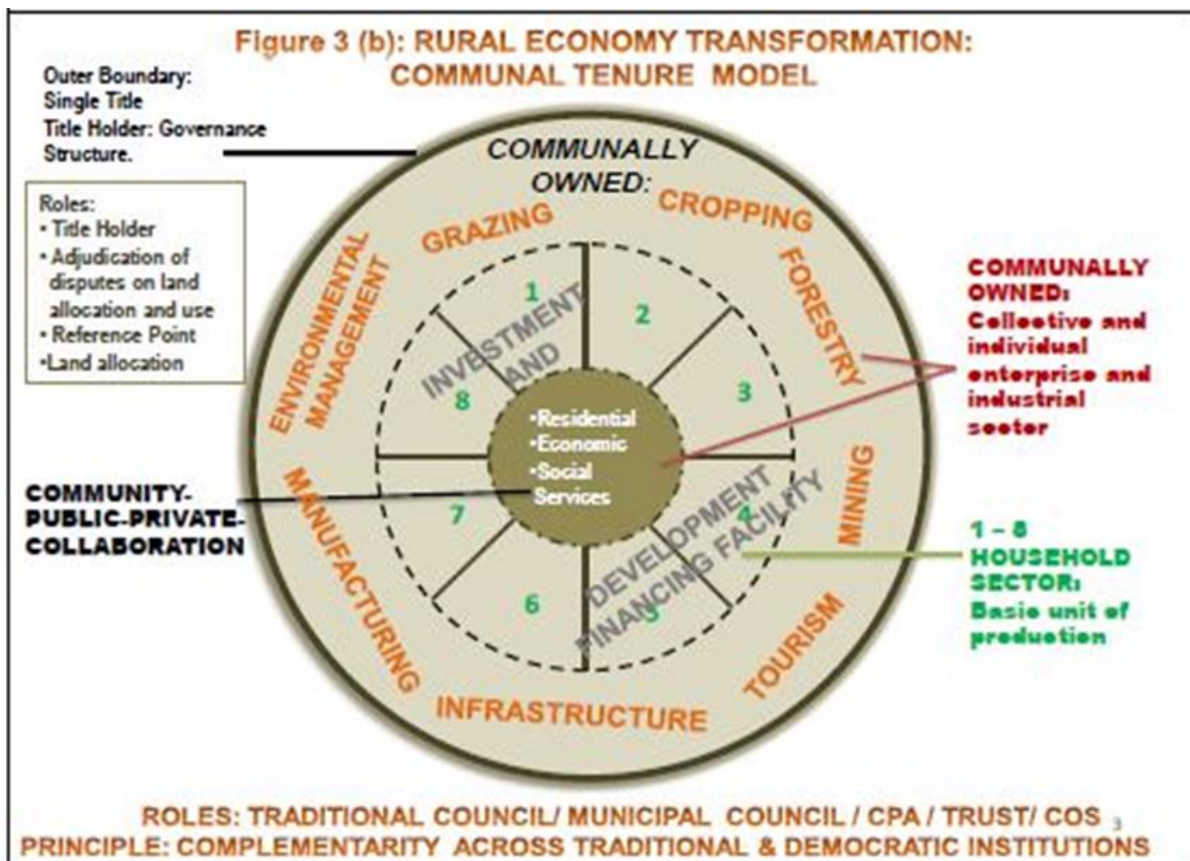 Figure 3 (b): RURAL ECONOMY TRANSFORMATION:
COMMUNAL TENURE MODEL
Outer Boundary:
Single Title
Title Holder: Governance
Structure.
Roles:
• Title Holder
• Adjudication of
disputes on land
allocation and use
• Reference Point
•Land allocation
COMMUNALLY
OWNED:
GRAZING
CROPPING
FORESTRY
MINING
TOURISM
INFRASTRUCTURE
MANUFACTURING
ENVIRONMENTAL
MANAGEMENT
1
2
3
4
5
6
7
8
INVESTMENT
AND
DEVELOPMENT
FINANCING FACILITY
•Residential
•Economic
•Social
Services
COMMUNITY-
PUBLIC-PRIVATE-
COLLABORATION
COMMUNALLY
OWNED:
Collective and
individual
enterprise and
industrial
sector
1 – 8
HOUSEHOLD
SECTOR:
Basic unit of
production
ROLES: TRADITIONAL COUNCIL/ MUNICIPAL COUNCIL / CPA / TRUST/ COS
3
PRINCIPLE: COMPLEMENTARITY ACROSS TRADITIONAL & DEMOCRATIC INSTITUTIONS